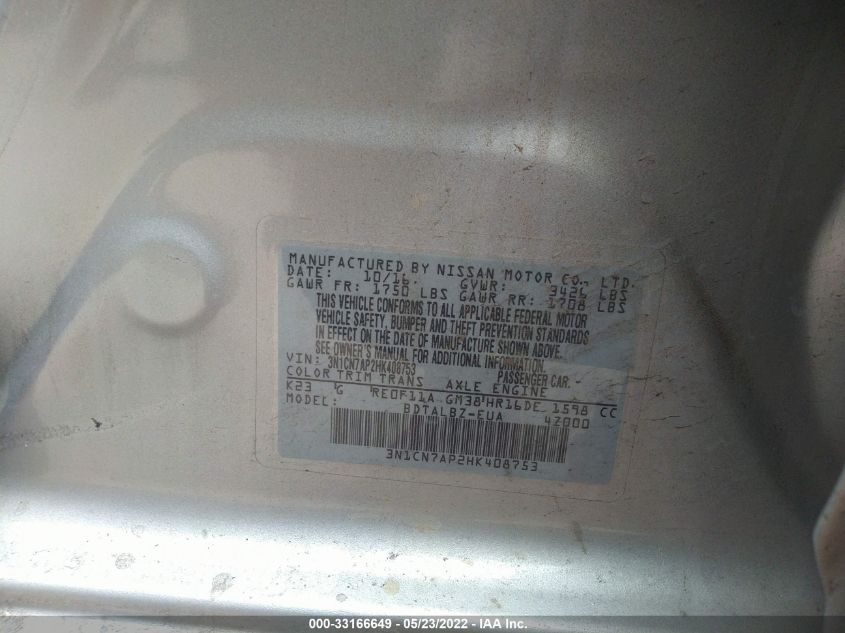 MANUFACTURED BY NISSAN MOTOR CO., LTD.
DATE: 10/16. GVWR: 3426 LBS
GAWR FR: 1750 LBS GAWR RR: 1708 LBS
THIS VEHICLE CONFORMS TO ALL APPLICABLE FEDERAL MOTOR
VEHICLE SAFETY, BUMPER AND THEFT PREVENTION STANDARDS
IN EFFECT ON THE DATE OF MANUFACTURE SHOWN ABOVE.
SEE OWNER'S MANUAL FOR ADDITIONAL INFORMATION.
VIN: 3N1CN7AP2HK408753 PASSENGER CAR.
COLOR TRIM TRANS AXLE ENGINE
K23 G RE0F11A GM38 HR16DE 1598 CC
MODEL: BDTALBZ-EUA 42000
3N1CN7AP2HK408753
000-33166649 - 05/23/2022 - IAA Inc.